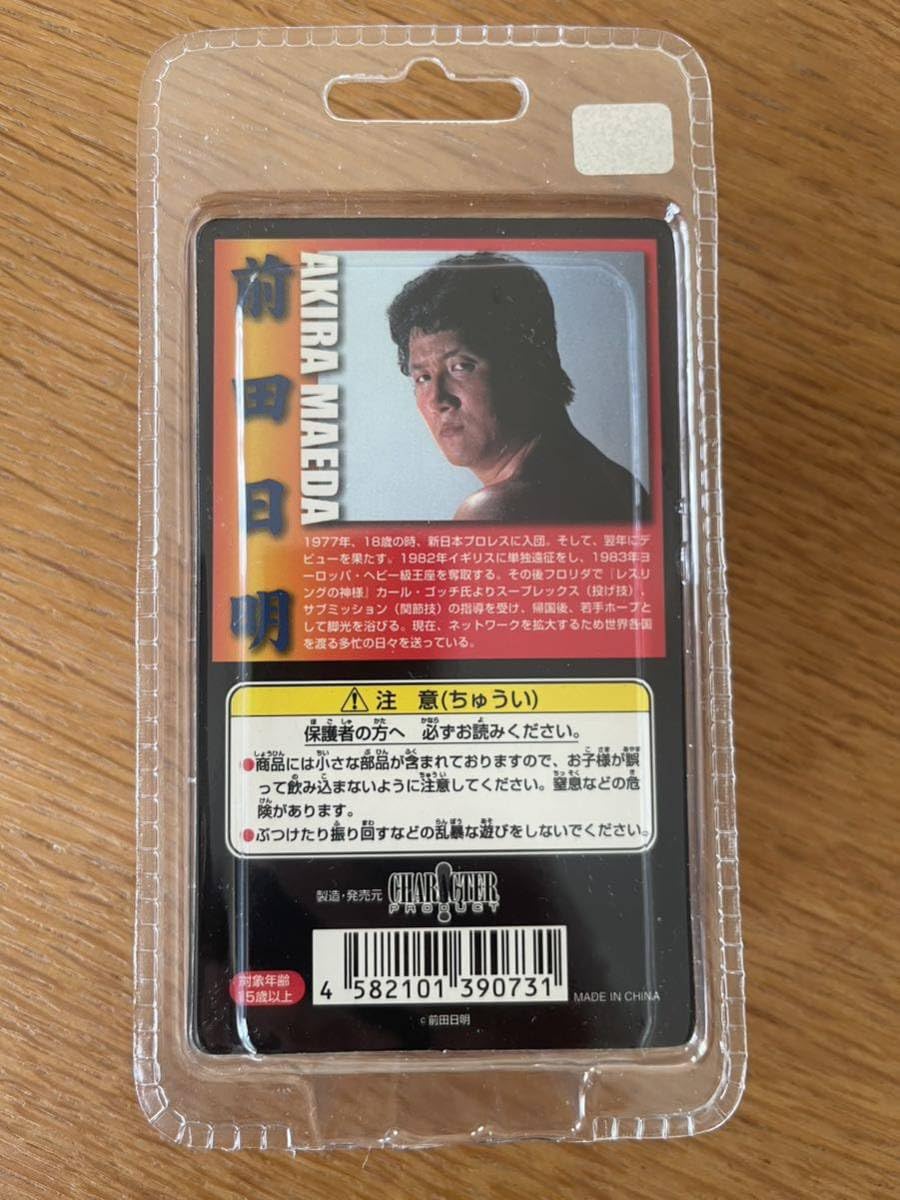 前田日明
AKIRA MAEDA
1977年、18歳の時、新日本プロレスに入団。そして、翌年にデ
ビューを果たす。1982年イギリスに単独遠征をし、1983年ヨ
ーロッパ・ヘビー級王座を奪取する。その後フロリダで『レス
リングの神様』カール・ゴッチ氏よりスープレックス（投げ技）、
サブミッション（関節技）の指導を受け、帰国後、若手ホープと
して脚光を浴びる。現在、ネットワークを拡大するため世界各国
を渡る多忙の日々を送っている。
注 意(ちゅうい)
保護者の方へ 必ずお読みください。
●商品には小さな部品が含まれておりますので、お子様が誤
って飲み込まないように注意してください。窒息などの危
険があります。
●ぶつけたり振り回すなどの乱暴な遊びをしないでください。
製造・発売元 CHARACTER
PRODUCT
対象年齢
15歳以上
4 582101 390731
MADE IN CHINA
© 前田日明